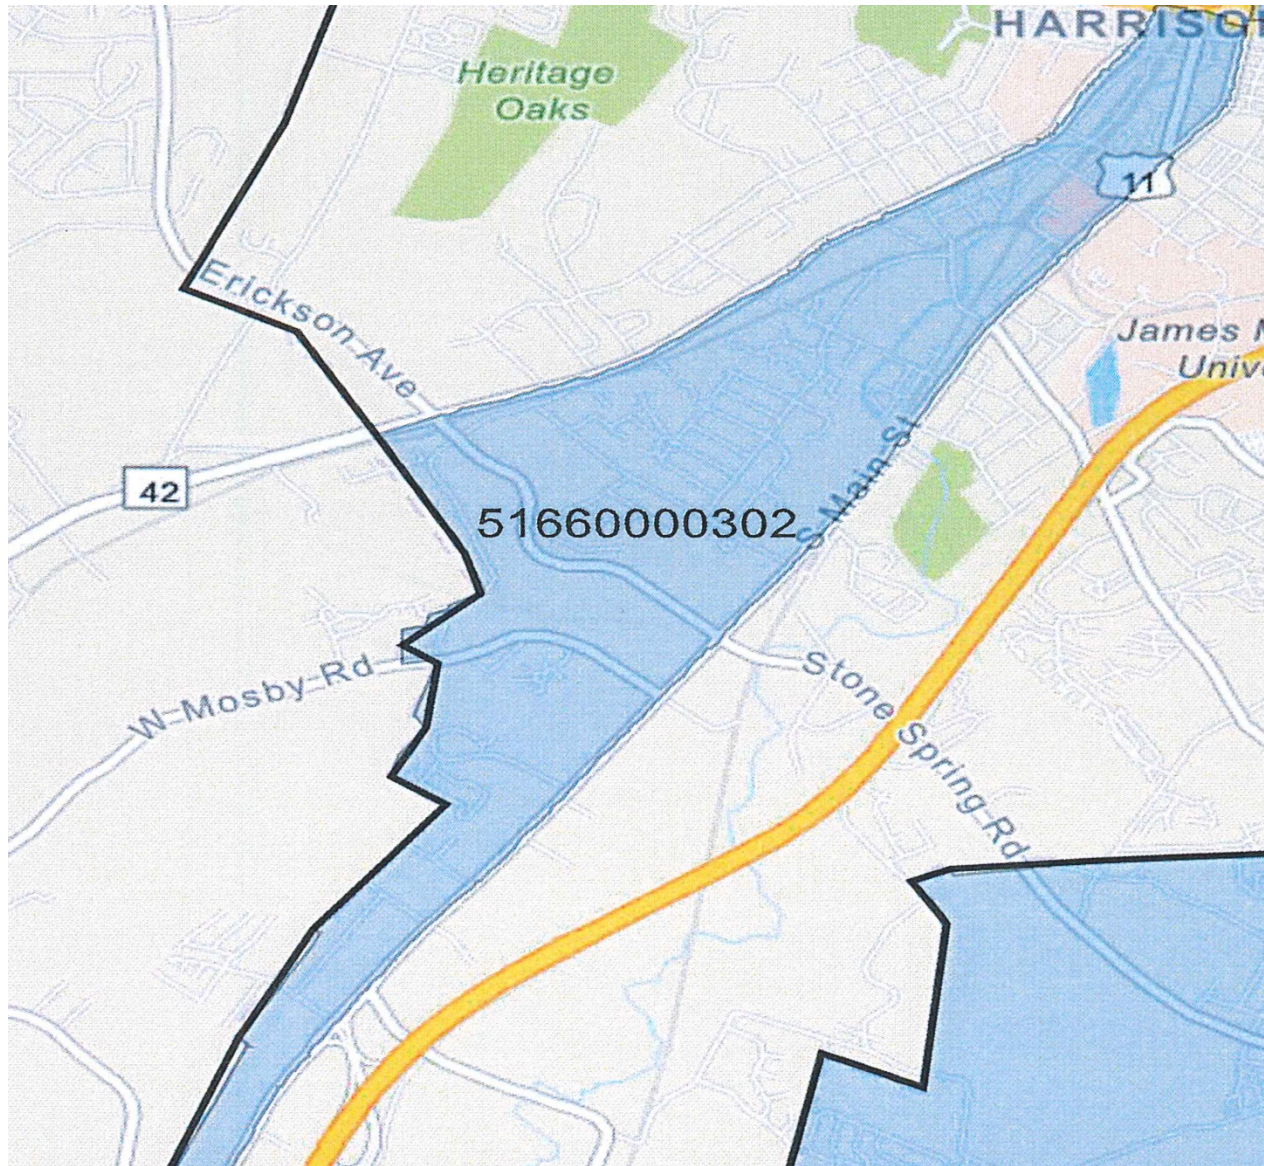 HARRISO
Heritage
Oaks
11
Erickson Ave
James M
Unive
42
S Main St
51660000302
W Mosby Rd
Stone Spring Rd